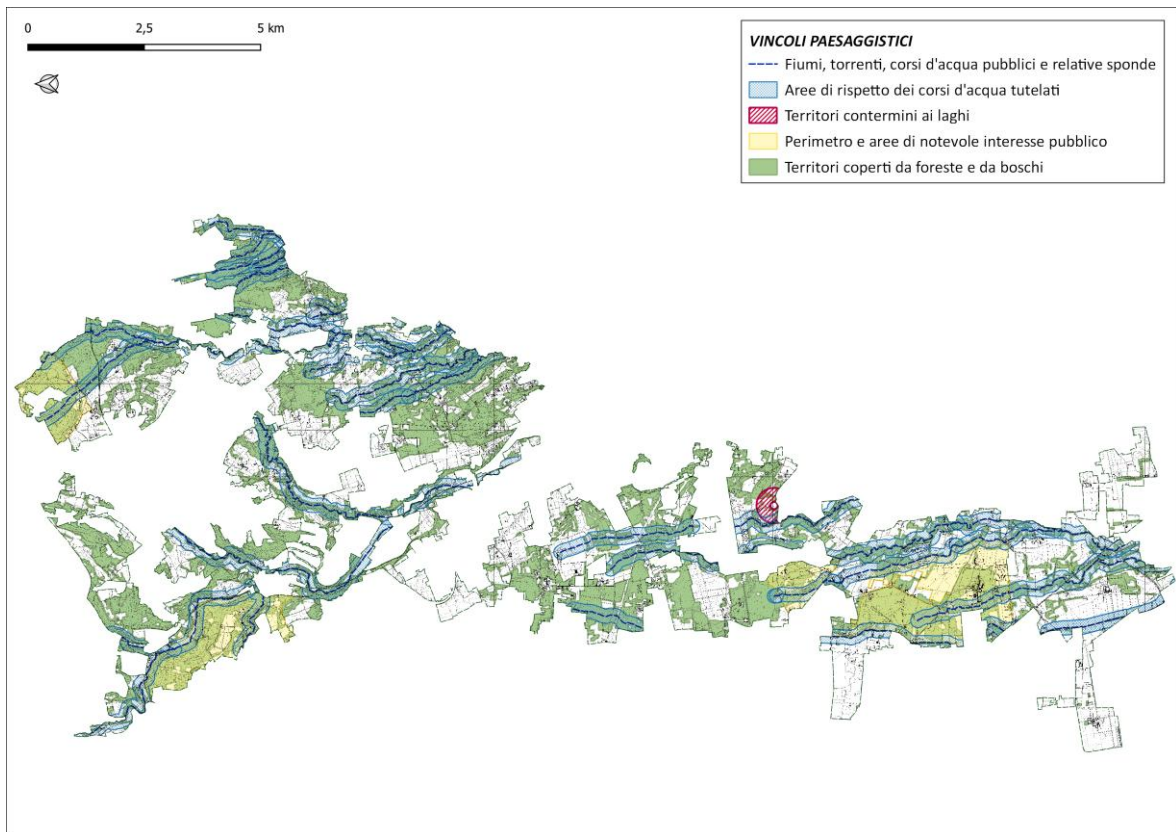 0 2,5 5 km
VINCOLI PAESAGGISTICI
Fiumi, torrenti, corsi d'acqua pubblici e relative sponde
Aree di rispetto dei corsi d'acqua tutelati
Territori contermini ai laghi
Perimetro e aree di notevole interesse pubblico
Territori coperti da foreste e da boschi